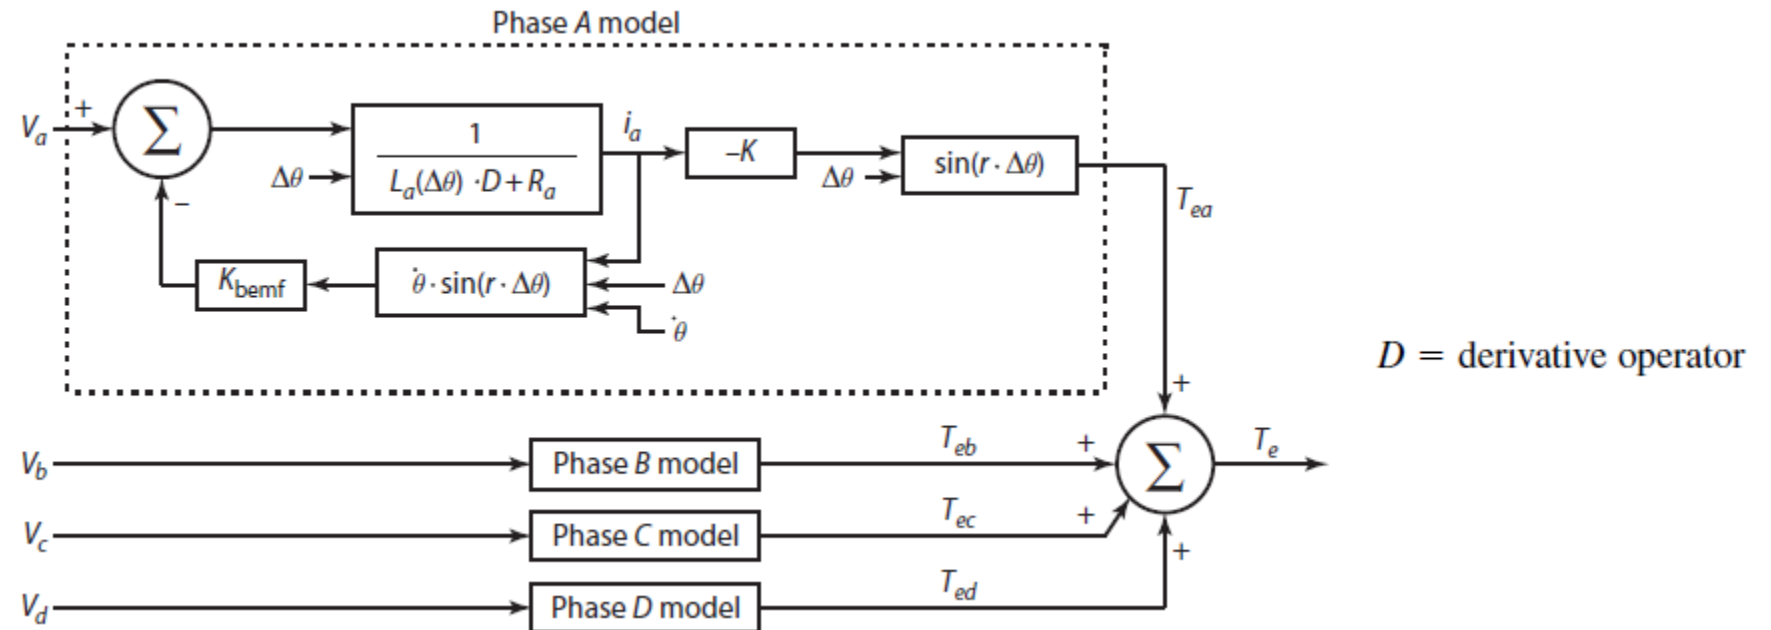 Phase A model
V_a + ∑ 1 / (L_a(Δθ) · D + R_a) i_a –K sin(r · Δθ)
Δθ Δθ
– T_ea
K_bemf θ̇ · sin(r · Δθ) Δθ
θ̇
D = derivative operator
+
V_b Phase B model T_eb + ∑ T_e
V_c Phase C model T_ec +
+
V_d Phase D model T_ed